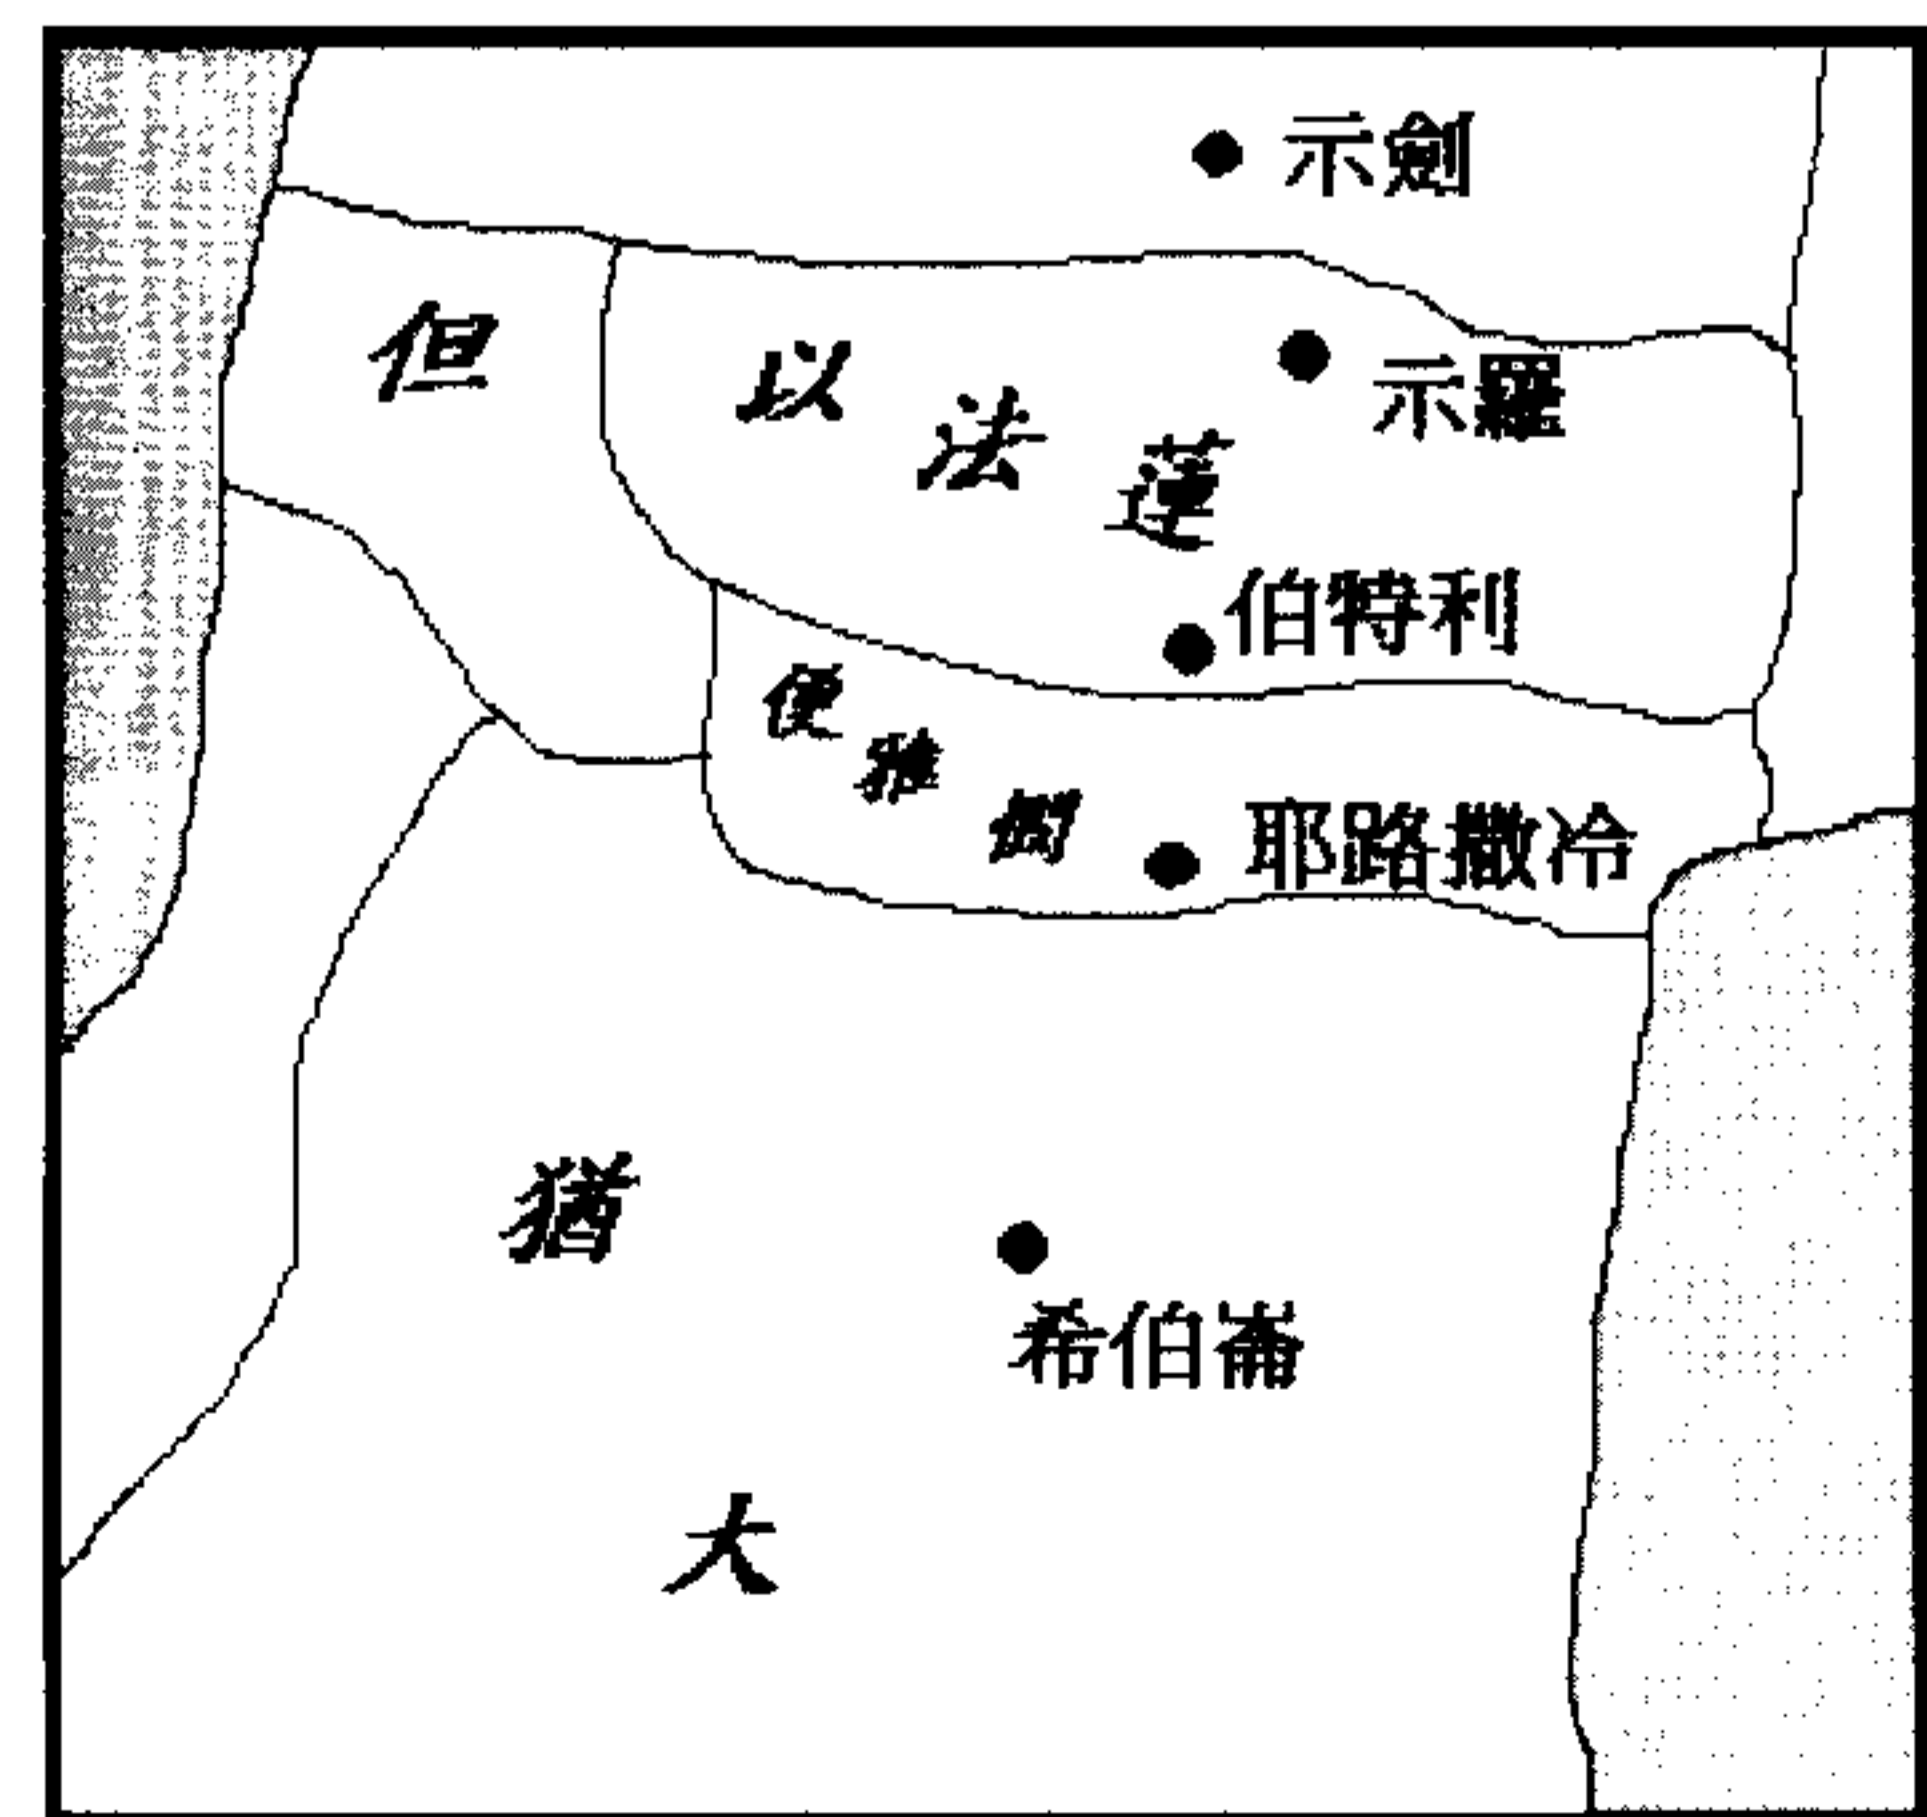 示劍
但
以法蓮
示羅
伯特利
便雅憫
耶路撒冷
猶大
希伯崙